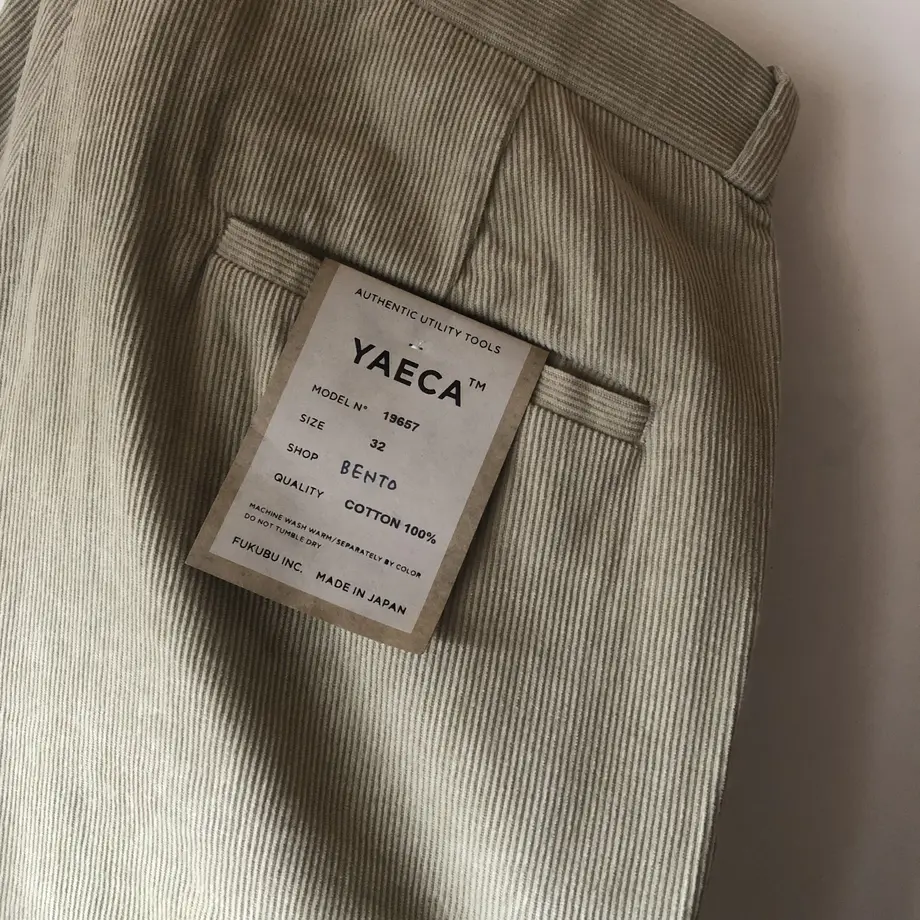 AUTHENTIC UTILITY TOOLS
YAECA™
MODEL N° 19657
SIZE 32
SHOP BENTO
QUALITY COTTON 100%
MACHINE WASH WARM/SEPARATELY BY COLOR
DO NOT TUMBLE DRY
FUKUBU INC. MADE IN JAPAN